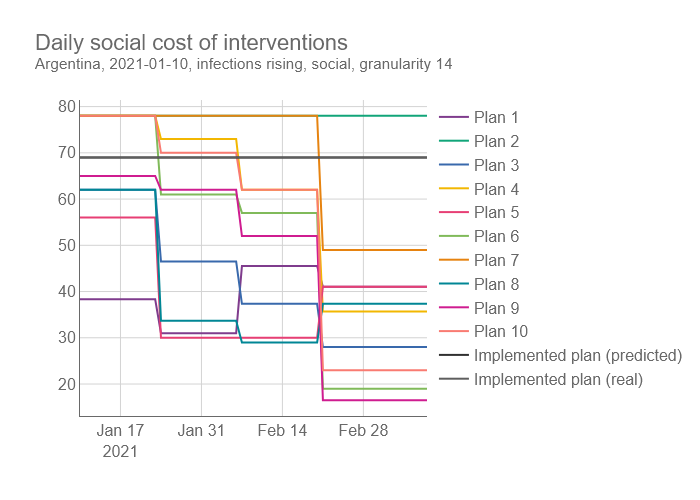 Daily social cost of interventions
Argentina, 2021-01-10, infections rising, social, granularity 14
80
70
60
50
40
30
20
Jan 17
2021
Jan 31
Feb 14
Feb 28
Plan 1
Plan 2
Plan 3
Plan 4
Plan 5
Plan 6
Plan 7
Plan 8
Plan 9
Plan 10
Implemented plan (predicted)
Implemented plan (real)